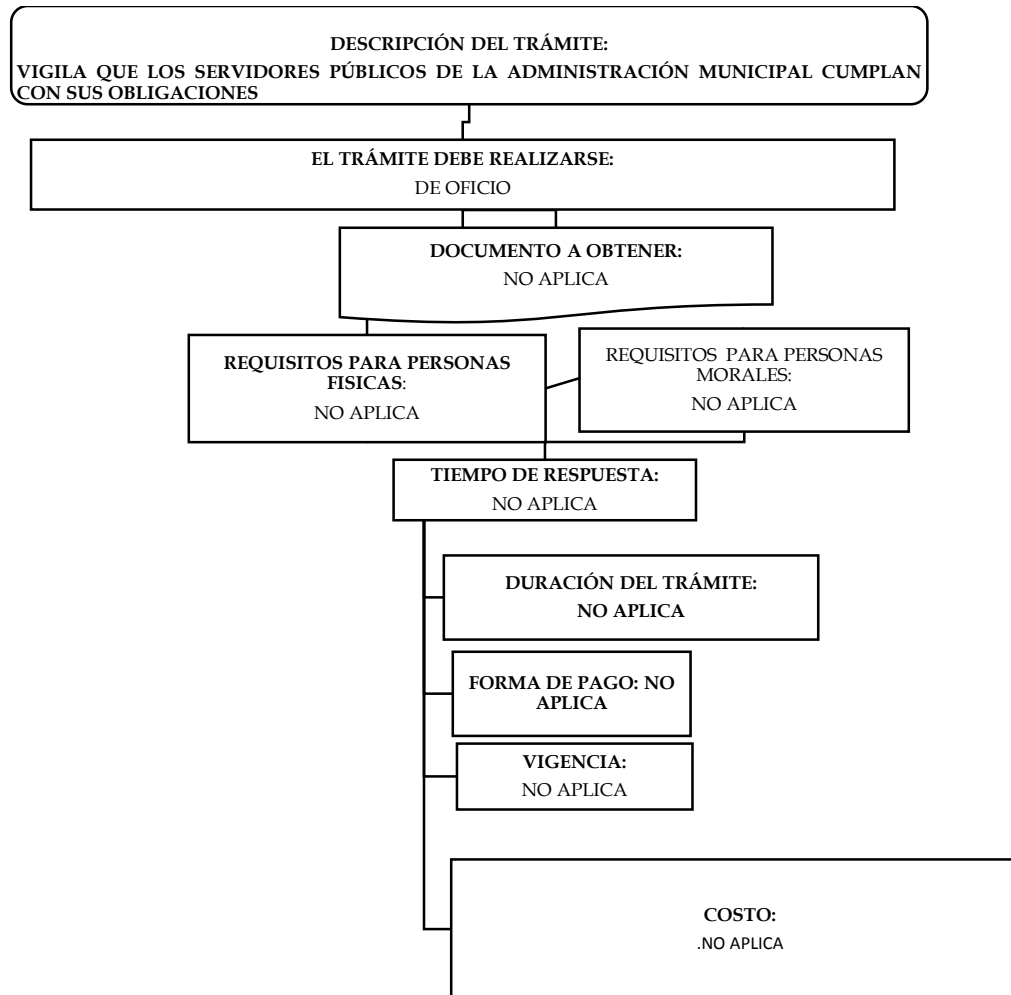 DESCRIPCIÓN DEL TRÁMITE:
VIGILA QUE LOS SERVIDORES PÚBLICOS DE LA ADMINISTRACIÓN MUNICIPAL CUMPLAN
CON SUS OBLIGACIONES
EL TRÁMITE DEBE REALIZARSE:
DE OFICIO
DOCUMENTO A OBTENER:
NO APLICA
REQUISITOS PARA PERSONAS
FISICAS:
NO APLICA
REQUISITOS PARA PERSONAS
MORALES:
NO APLICA
TIEMPO DE RESPUESTA:
NO APLICA
DURACIÓN DEL TRÁMITE:
NO APLICA
FORMA DE PAGO: NO
APLICA
VIGENCIA:
NO APLICA
COSTO:
.NO APLICA